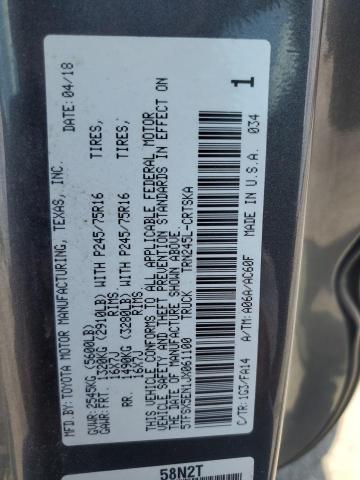 MFD.BY:TOYOTA MOTOR MANUFACTURING, TEXAS, INC.
DATE: 04/18
GVWR:2545KG (5600LB)
GAWR:FRT. 1320KG (2910LB) WITH P245/75R16 TIRES,
16X7J RIMS,
RR. 1490KG (3280LB) WITH P245/75R16 TIRES,
16X7J RIMS
THIS VEHICLE CONFORMS TO ALL APPLICABLE FEDERAL MOTOR
VEHICLE SAFETY AND THEFT PREVENTION STANDARDS IN EFFECT ON
THE DATE OF MANUFACTURE SHOWN ABOVE.
5TFSX5EN1JX061100 TRUCK TRN245L-CRTSKA
1
C/TR:1G3/FA14 A/TM:A06A/AC60F MADE IN U.S.A. 034
58N2T